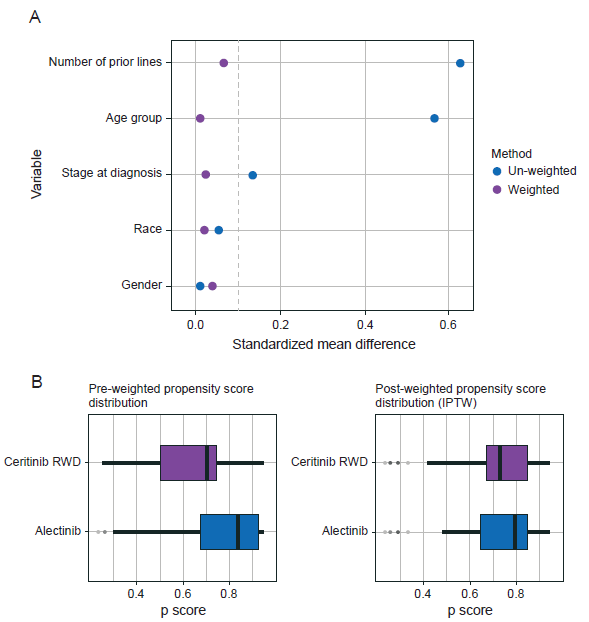 A
Variable
Number of prior lines
Age group
Stage at diagnosis
Race
Gender
0.0 0.2 0.4 0.6
Standardized mean difference
Method
Un-weighted
Weighted
B
Pre-weighted propensity score
distribution
Ceritinib RWD
Alectinib
0.4 0.6 0.8
p score
Post-weighted propensity score
distribution (IPTW)
Ceritinib RWD
Alectinib
0.4 0.6 0.8
p score